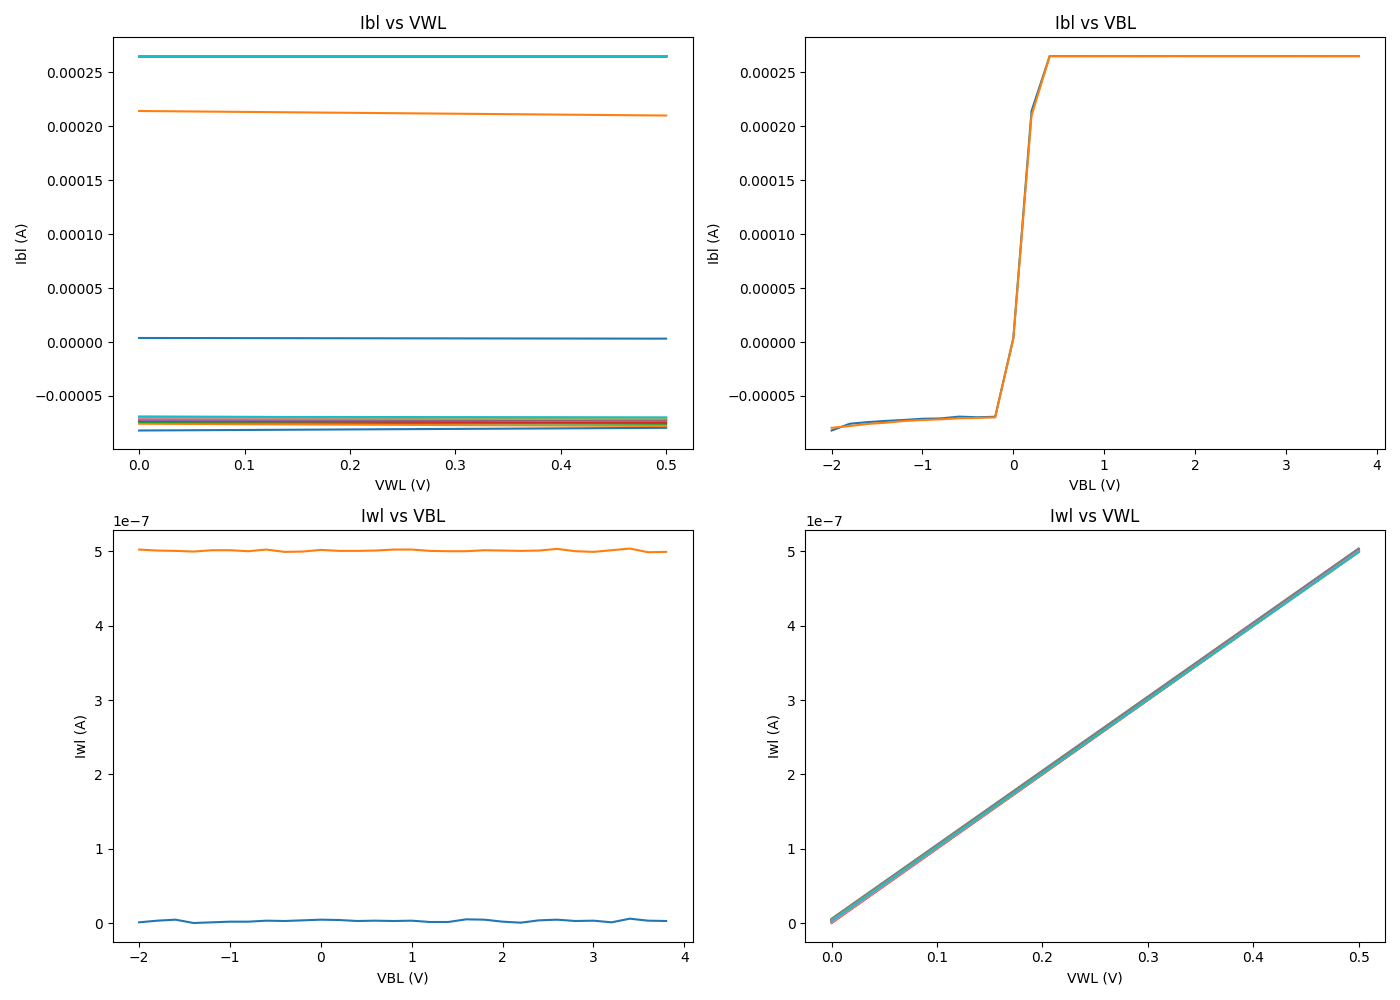 Ibl vs VWL
Ibl (A)
0.00025
0.00020
0.00015
0.00010
0.00005
0.00000
−0.00005
0.0 0.1 0.2 0.3 0.4 0.5
VWL (V)
Ibl vs VBL
Ibl (A)
0.00025
0.00020
0.00015
0.00010
0.00005
0.00000
−0.00005
−2 −1 0 1 2 3 4
VBL (V)
Iwl vs VBL
1e−7
Iwl (A)
5
4
3
2
1
0
−2 −1 0 1 2 3 4
VBL (V)
Iwl vs VWL
1e−7
Iwl (A)
5
4
3
2
1
0
0.0 0.1 0.2 0.3 0.4 0.5
VWL (V)